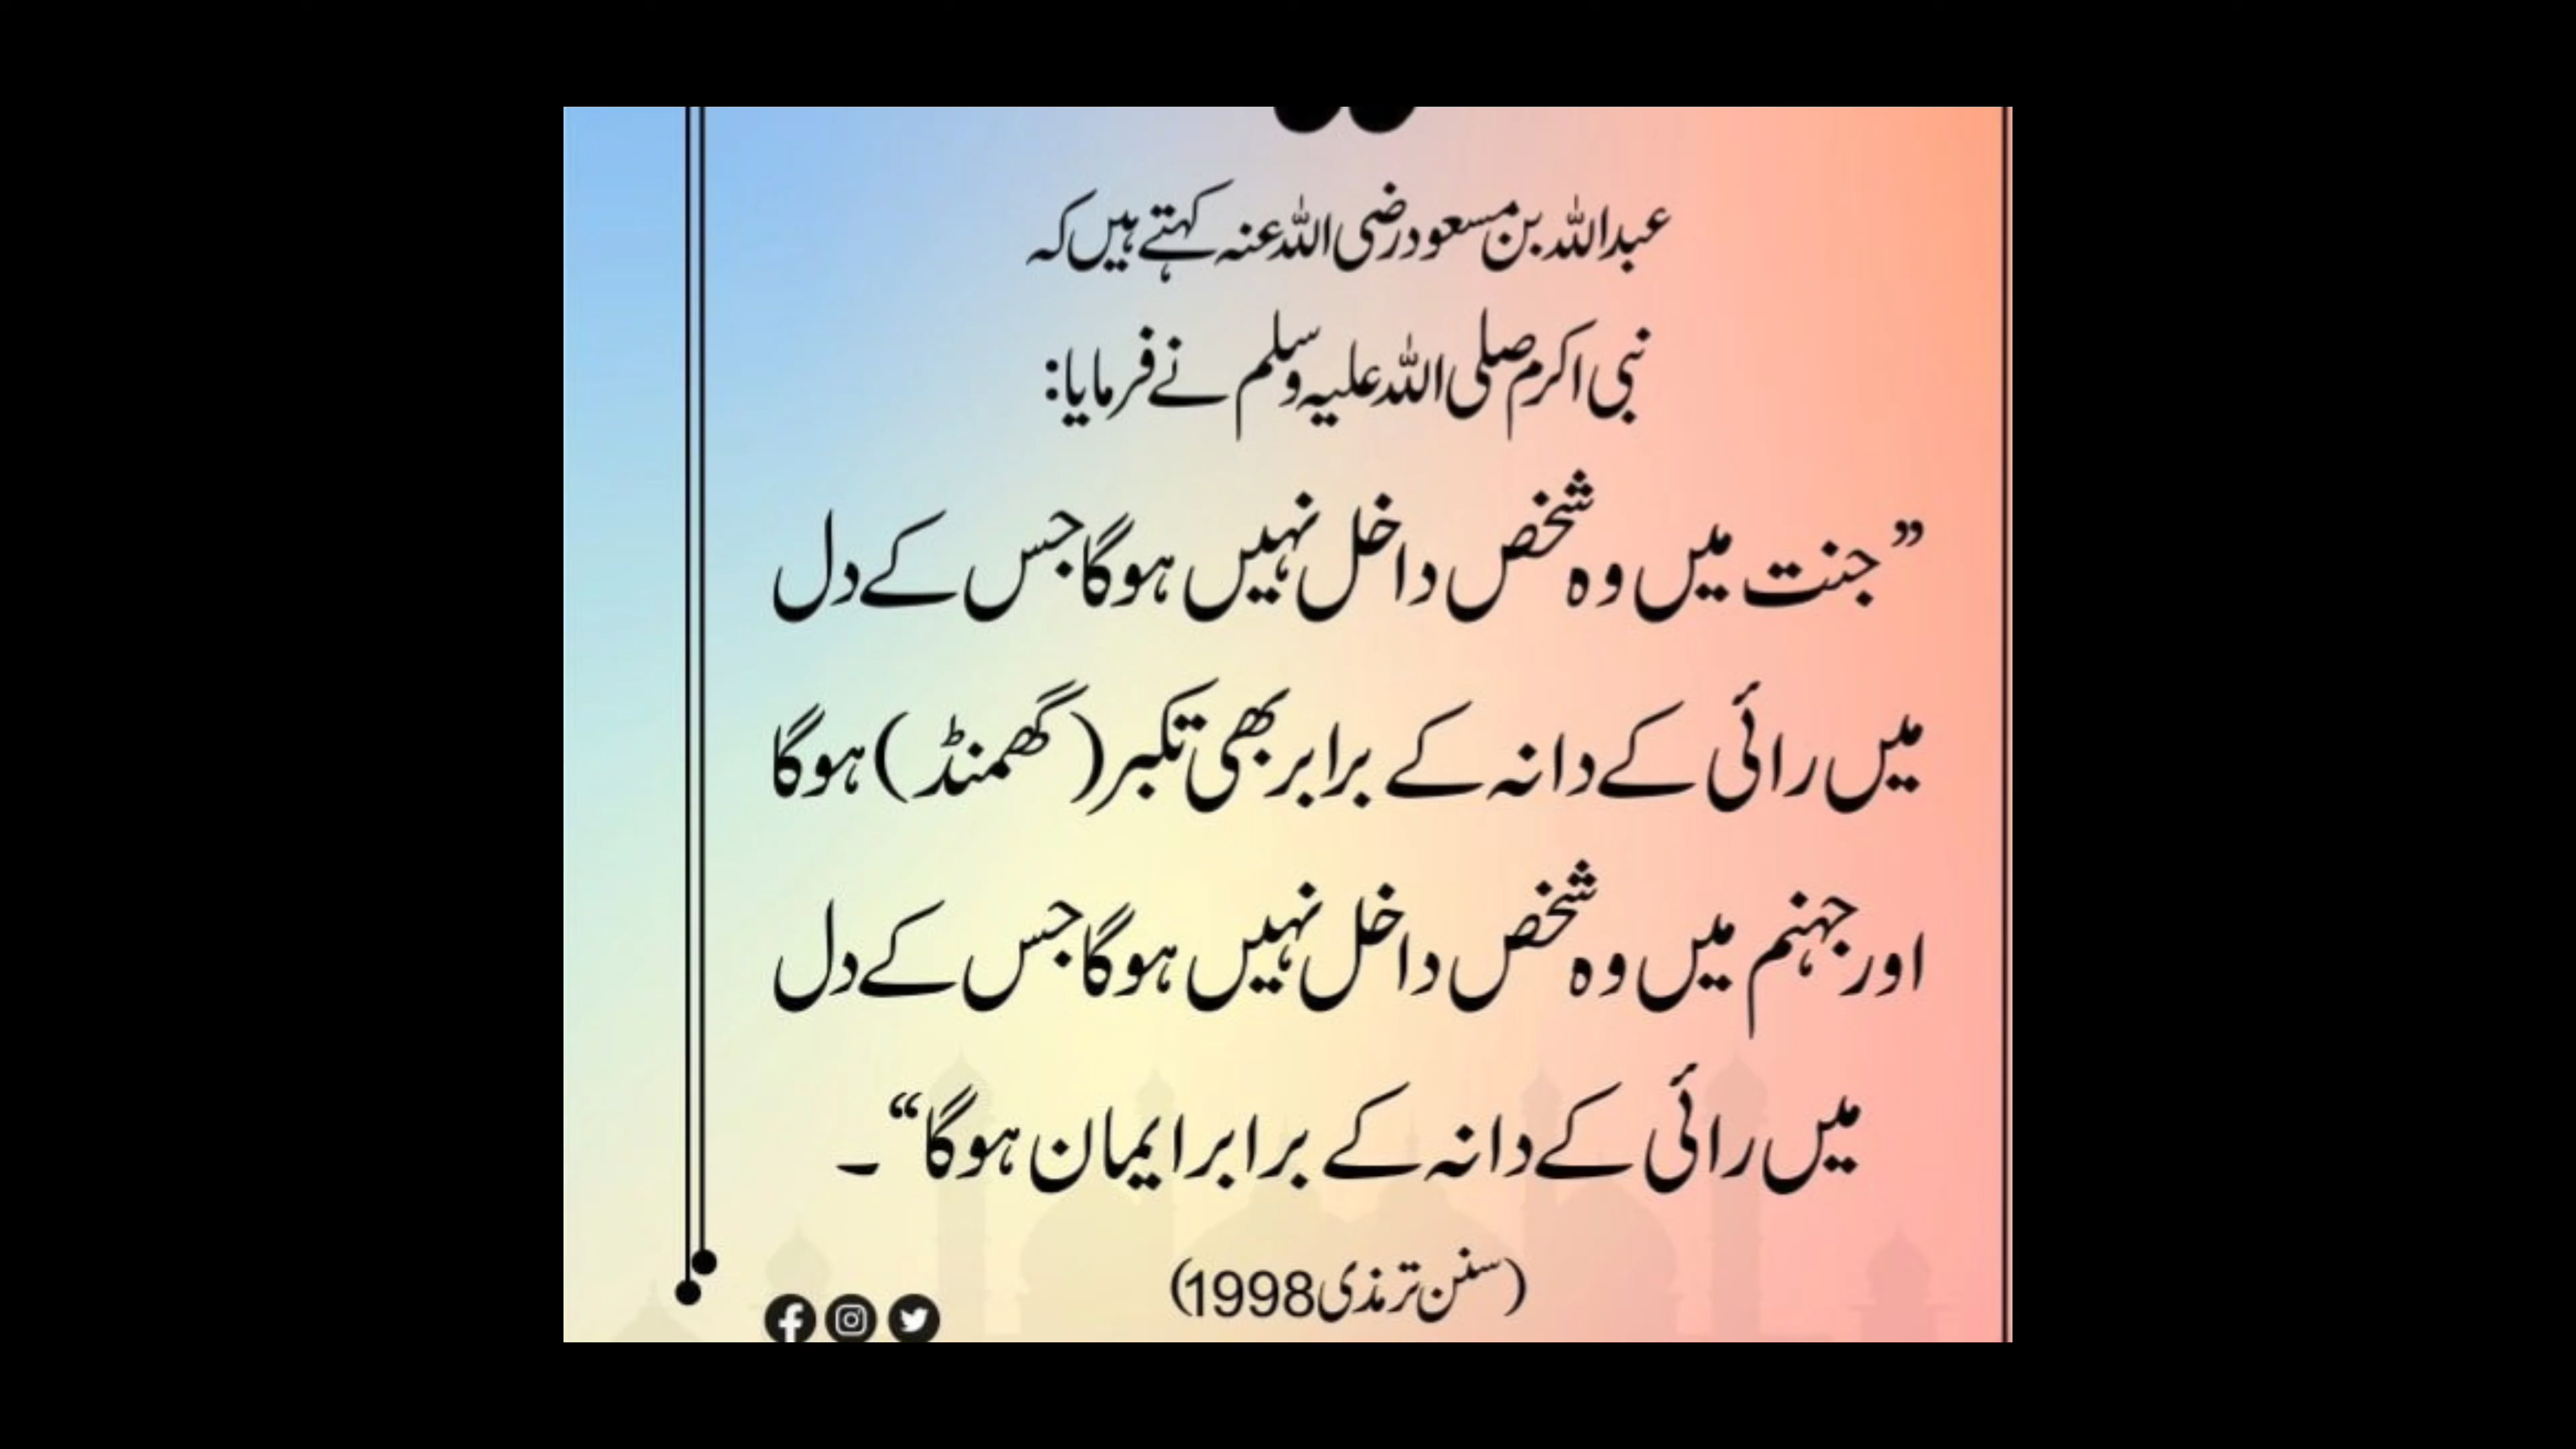 عبداللہ بن مسعود رضی اللہ عنہ کہتے ہیں کہ
نبی اکرم صلی اللہ علیہ وسلم نے فرمایا:
”جنت میں وہ شخص داخل نہیں ہوگا جس کے دل
میں رائی کے دانہ کے برابر بھی تکبر (گھمنڈ) ہوگا
اور جہنم میں وہ شخص داخل نہیں ہوگا جس کے دل
میں رائی کے دانہ کے برابر ایمان ہوگا“۔
(سنن ترمذی 1998)